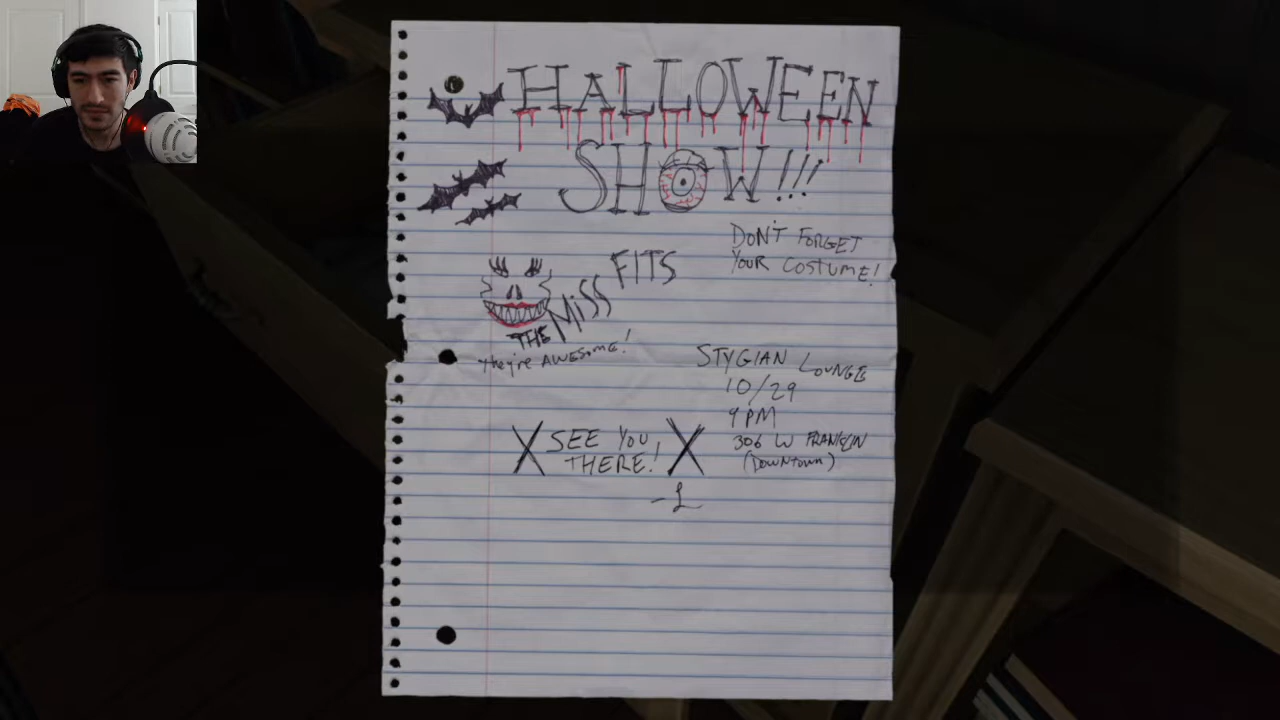 HALLOWEEN
SHOW!!!
DON'T FORGET
YOUR COSTUME!
THE MISS FITS
They're AWESOME!
STYGIAN LOUNGE
10/29
9PM
306 W FRANKLIN
(DOWNTOWN)
X SEE YOU X
THERE!
-L